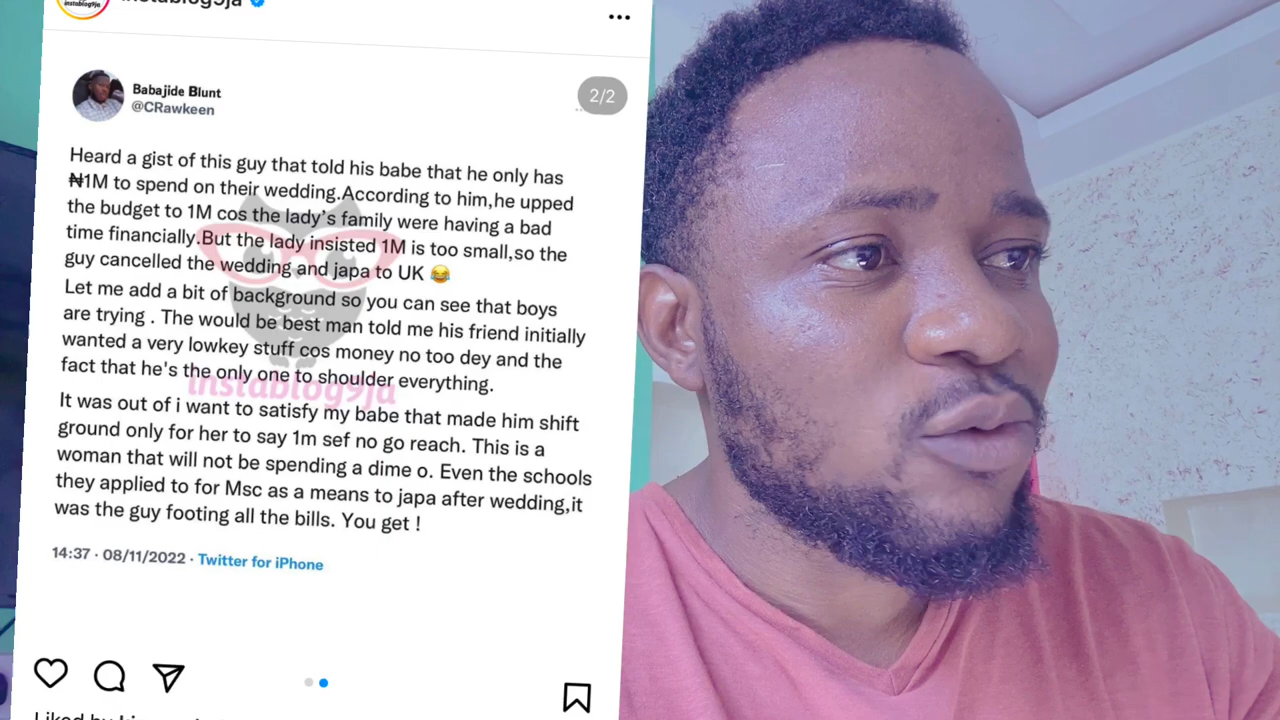 instablog9ja
instablog9ja
Babajide Blunt
@CRawkeen
2/2
Heard a gist of this guy that told his babe that he only has
₦1M to spend on their wedding.According to him,he upped
the budget to 1M cos the lady's family were having a bad
time financially.But the lady insisted 1M is too small,so the
guy cancelled the wedding and japa to UK 😂
Let me add a bit of background so you can see that boys
are trying . The would be best man told me his friend initially
wanted a very lowkey stuff cos money no too dey and the
fact that he's the only one to shoulder everything.
instablog9ja
It was out of i want to satisfy my babe that made him shift
ground only for her to say 1m sef no go reach. This is a
woman that will not be spending a dime o. Even the schools
they applied to for Msc as a means to japa after wedding,it
was the guy footing all the bills. You get !
14:37 · 08/11/2022 · Twitter for iPhone
Liked by